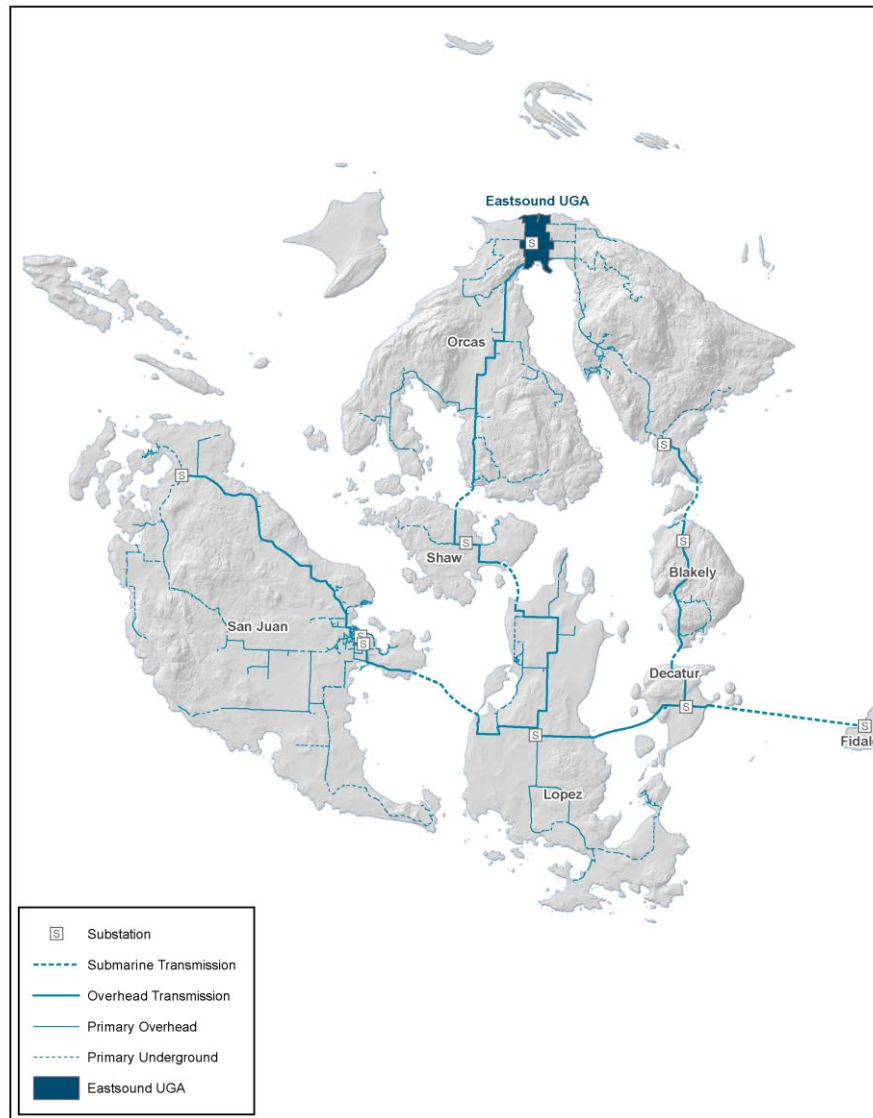 Eastsound UGA
S
Orcas
S
S
S
Shaw
S
Blakely
San Juan
S
S
Decatur
S
S
S
Fidal
Lopez
S Substation
Submarine Transmission
Overhead Transmission
Primary Overhead
Primary Underground
Eastsound UGA